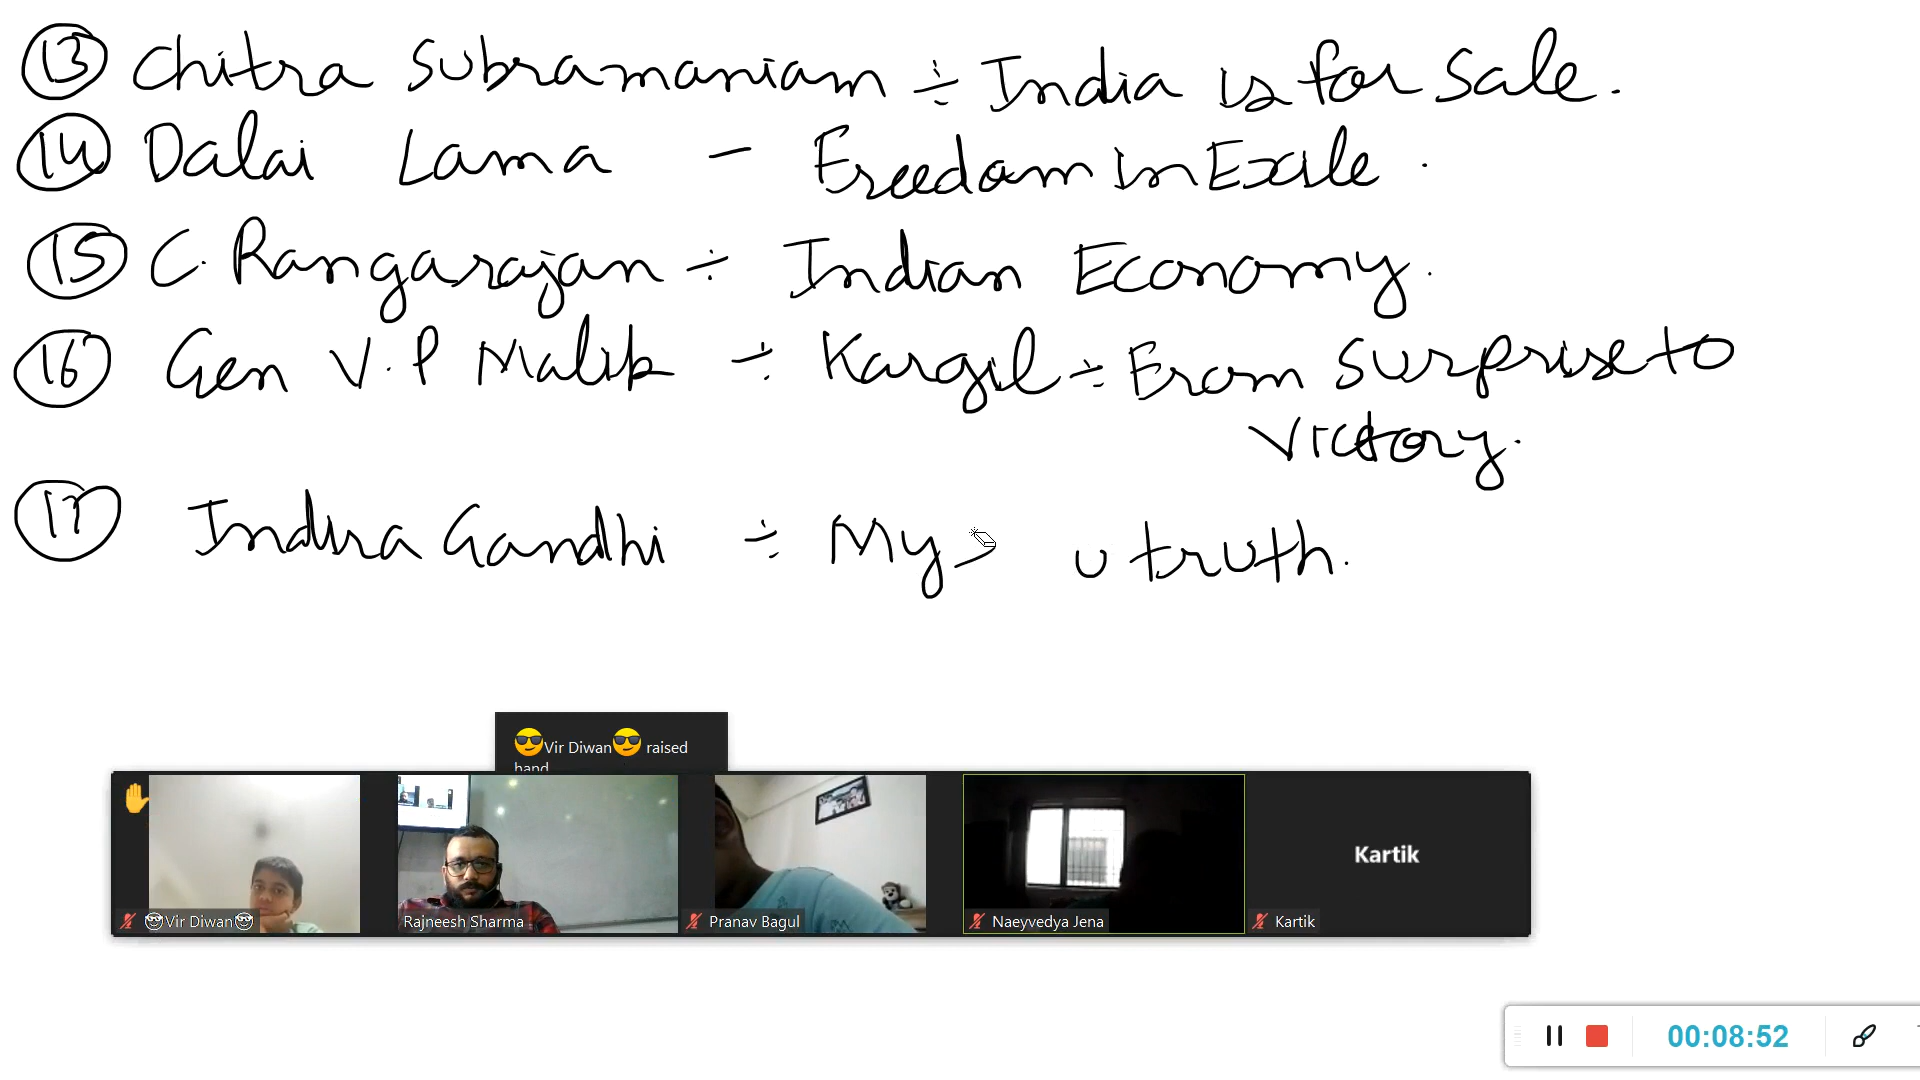 13 Chitra Subramaniam ÷ India is for Sale.
14 Dalai Lama - Freedom in Exile.
15 C. Rangarajan ÷ Indian Economy.
16 Gen V.P Malik ÷ Kargil ÷ From Surprise to
Victory.
17 Indira Gandhi ÷ My truth.
😎Vir Diwan😎 raised
hand
Kartik
🤓Vir Diwan🤓
Rajneesh Sharma
Pranav Bagul
Naeyvedya Jena
Kartik
00:08:52